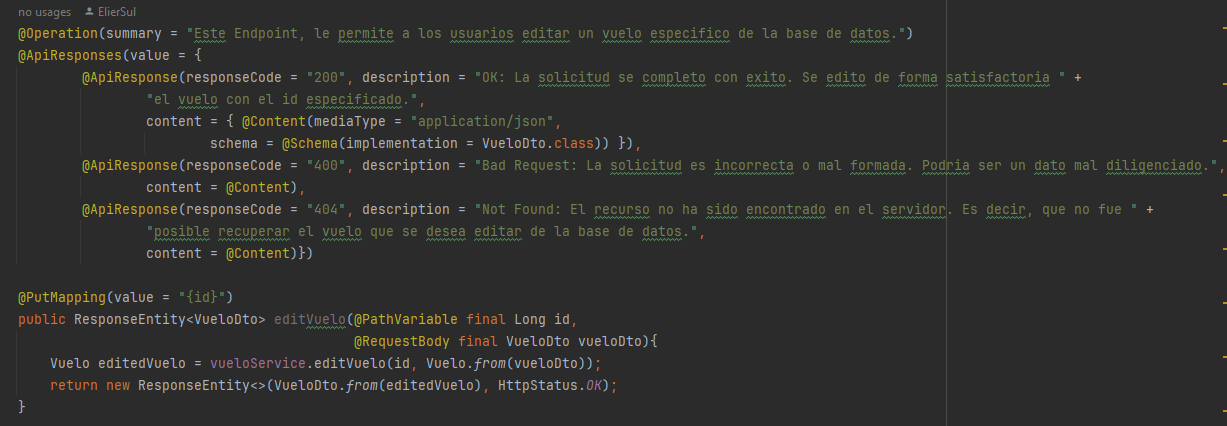 no usages   ElierSul
@Operation(summary = "Este Endpoint, le permite a los usuarios editar un vuelo especifico de la base de datos.")
@ApiResponses(value = {
        @ApiResponse(responseCode = "200", description = "OK: La solicitud se completo con exito. Se edito de forma satisfactoria " +
                "el vuelo con el id especificado.",
                content = { @Content(mediaType = "application/json",
                        schema = @Schema(implementation = VueloDto.class)) }),
        @ApiResponse(responseCode = "400", description = "Bad Request: La solicitud es incorrecta o mal formada. Podria ser un dato mal diligenciado.",
                content = @Content),
        @ApiResponse(responseCode = "404", description = "Not Found: El recurso no ha sido encontrado en el servidor. Es decir, que no fue " +
                "posible recuperar el vuelo que se desea editar de la base de datos.",
                content = @Content)})
@PutMapping(value = "{id}")
public ResponseEntity<VueloDto> editVuelo(@PathVariable final Long id,
                                          @RequestBody final VueloDto vueloDto){
    Vuelo editedVuelo = vueloService.editVuelo(id, Vuelo.from(vueloDto));
    return new ResponseEntity<>(VueloDto.from(editedVuelo), HttpStatus.OK);
}